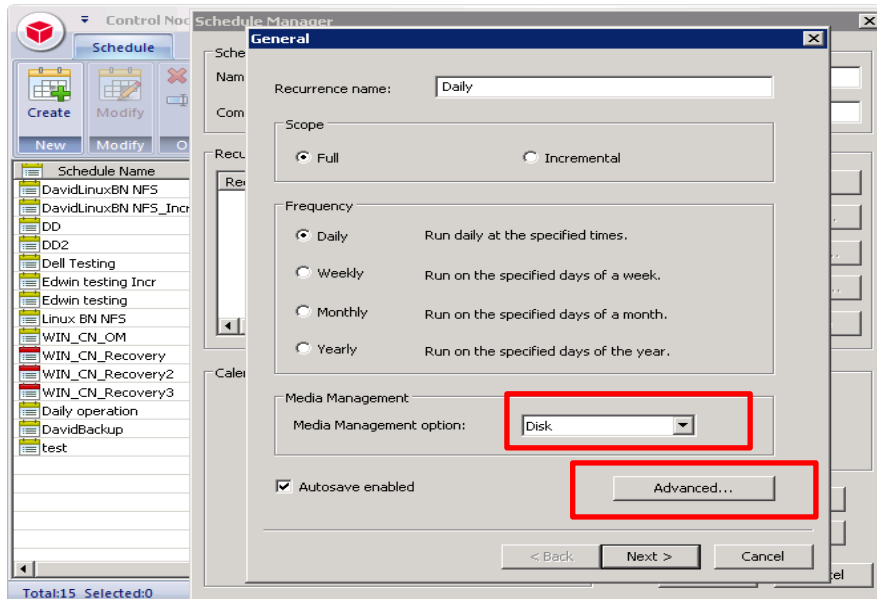 Control Noc
Schedule Manager
General
Schedule
Sche
Nam
Com
Create
Modify
New
Modify
O
Recu
Rec
Schedule Name
DavidLinuxBN NFS
DavidLinuxBN NFS_Incr
DD
DD2
Dell Testing
Edwin testing Incr
Edwin testing
Linux BN NFS
WIN_CN_OM
WIN_CN_Recovery
WIN_CN_Recovery2
WIN_CN_Recovery3
Daily operation
DavidBackup
test
Total:15 Selected:0
Caler
Recurrence name: Daily
Scope
Full Incremental
Frequency
Daily Run daily at the specified times.
Weekly Run on the specified days of a week.
Monthly Run on the specified days of a month.
Yearly Run on the specified days of the year.
Media Management
Media Management option: Disk
Autosave enabled Advanced...
< Back Next > Cancel
cel